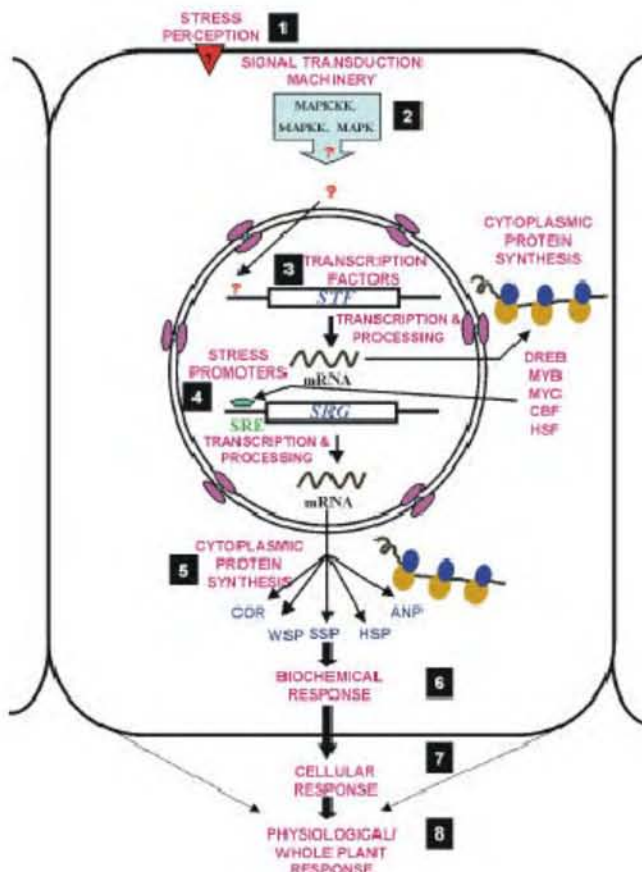 STRESS
PERCEPTION
1
?
SIGNAL TRANSDUCTION
MACHINERY
MAPKKK,
MAPKK, MAPK
2
?
?
CYTOPLASMIC
PROTEIN
SYNTHESIS
3
TRANSCRIPTION
FACTORS
?
STF
TRANSCRIPTION &
PROCESSING
STRESS
PROMOTERS
mRNA
DREB
MYB
MYC
CBF
HSF
4
SRE
SRG
TRANSCRIPTION &
PROCESSING
mRNA
5
CYTOPLASMIC
PROTEIN
SYNTHESIS
COR
WSP
SSP
HSP
ANP
BIOCHEMICAL
RESPONSE
6
7
CELLULAR
RESPONSE
PHYSIOLOGICAL/
WHOLE PLANT
RESPONSE
8